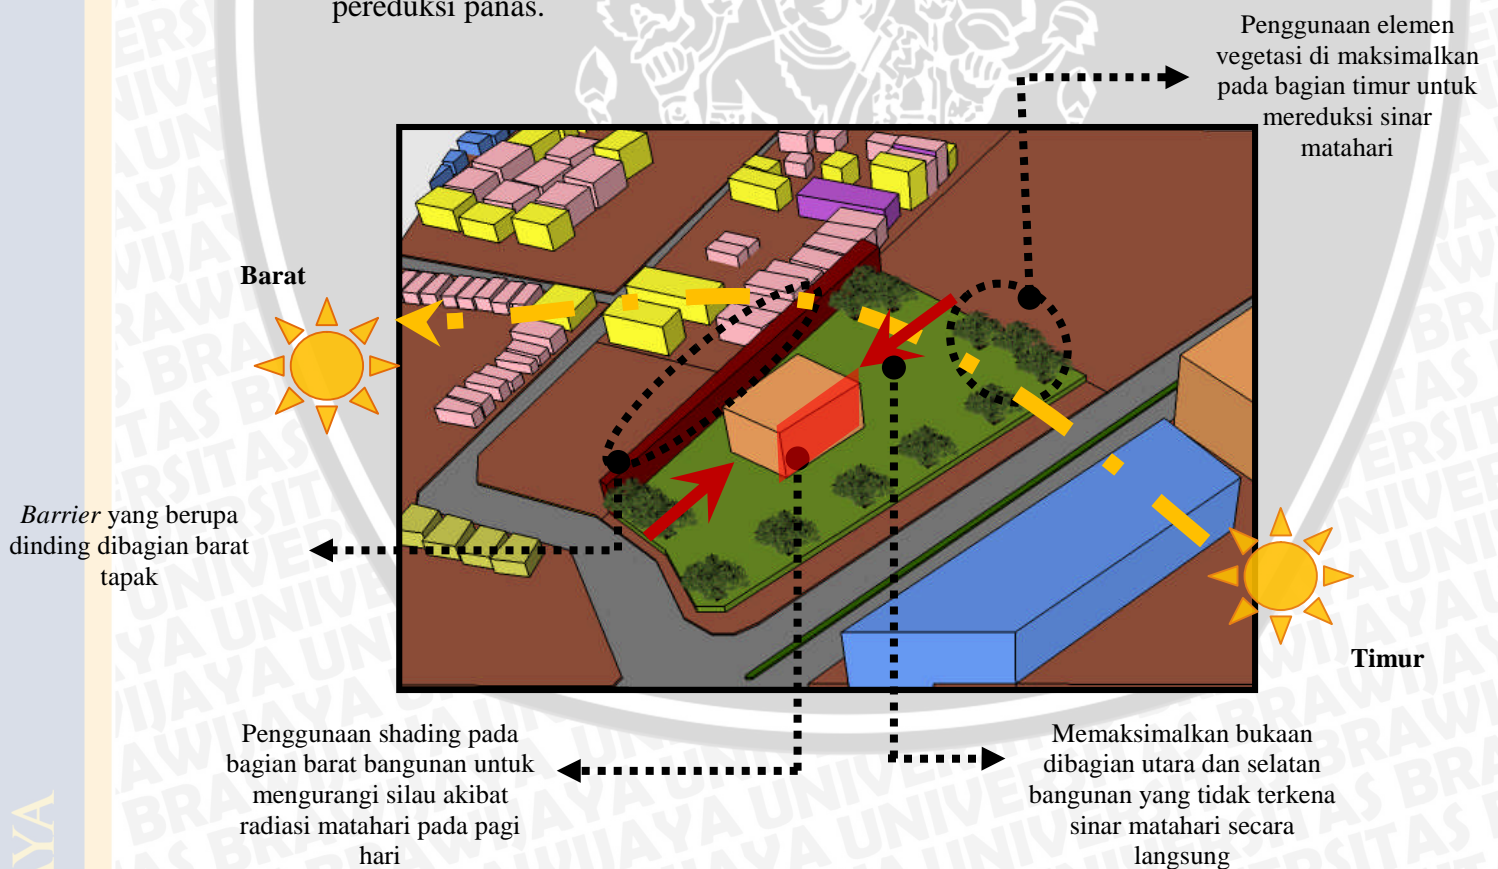 pereduksi panas.
Penggunaan elemen
vegetasi di maksimalkan
pada bagian timur untuk
mereduksi sinar
matahari
Barat
Barrier yang berupa
dinding dibagian barat
tapak
Timur
Penggunaan shading pada
bagian barat bangunan untuk
mengurangi silau akibat
radiasi matahari pada pagi
hari
Memaksimalkan bukaan
dibagian utara dan selatan
bangunan yang tidak terkena
sinar matahari secara
langsung